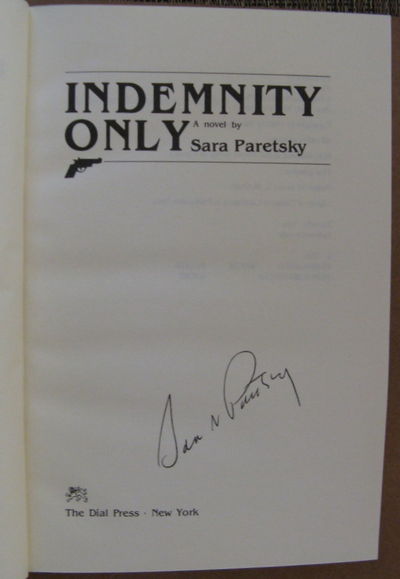 INDEMNITY
ONLY A novel by
Sara Paretsky
Sara N Paretsky
The Dial Press · New York